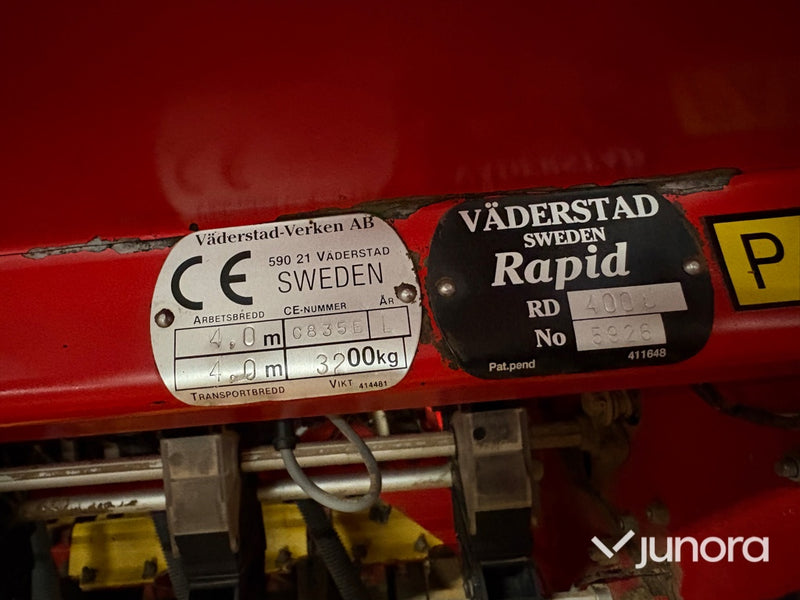 Väderstad-Verken AB
590 21 VÄDERSTAD
CE SWEDEN
ARBETSBREDD CE-NUMMER ÅR
4,0 m C835E L
4,0 m 3200kg
TRANSPORTBREDD VIKT 414481
VÄDERSTAD
SWEDEN
Rapid
RD 400
No 5926
Pat.pend 411648
P
junora